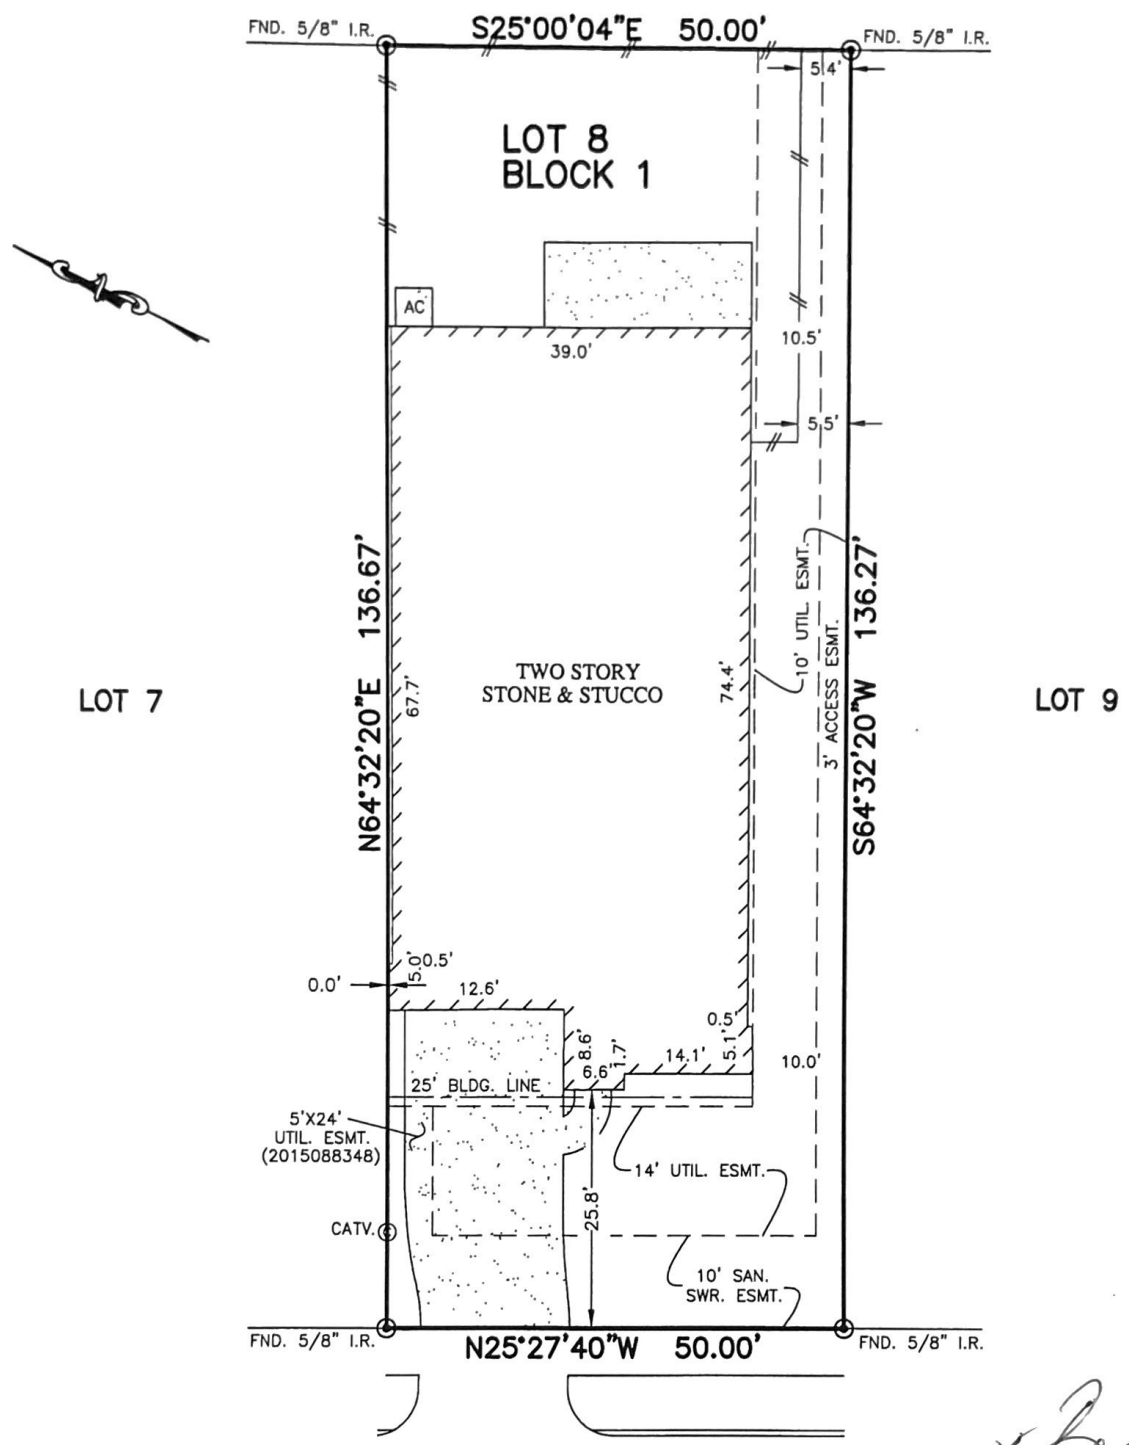 S25°00'04"E 50.00'
FND. 5/8" I.R.
FND. 5/8" I.R.
5.4'
LOT 8
BLOCK 1
AC
39.0'
10.5'
5.5'
N64°32'20"E 136.67'
67.7'
TWO STORY
STONE & STUCCO
74.4'
10' UTIL. ESMT.
3' ACCESS ESMT.
S64°32'20"W 136.27'
LOT 7
LOT 9
0.0'
5.0'
0.5'
12.6'
8.6'
6.6'
1.7'
14.1'
0.5'
5.1'
10.0'
25' BLDG. LINE
5'X24'
UTIL. ESMT.
(2015088348)
14' UTIL. ESMT.
CATV.
C
25.8'
10' SAN.
SWR. ESMT.
FND. 5/8" I.R.
N25°27'40"W 50.00'
FND. 5/8" I.R.